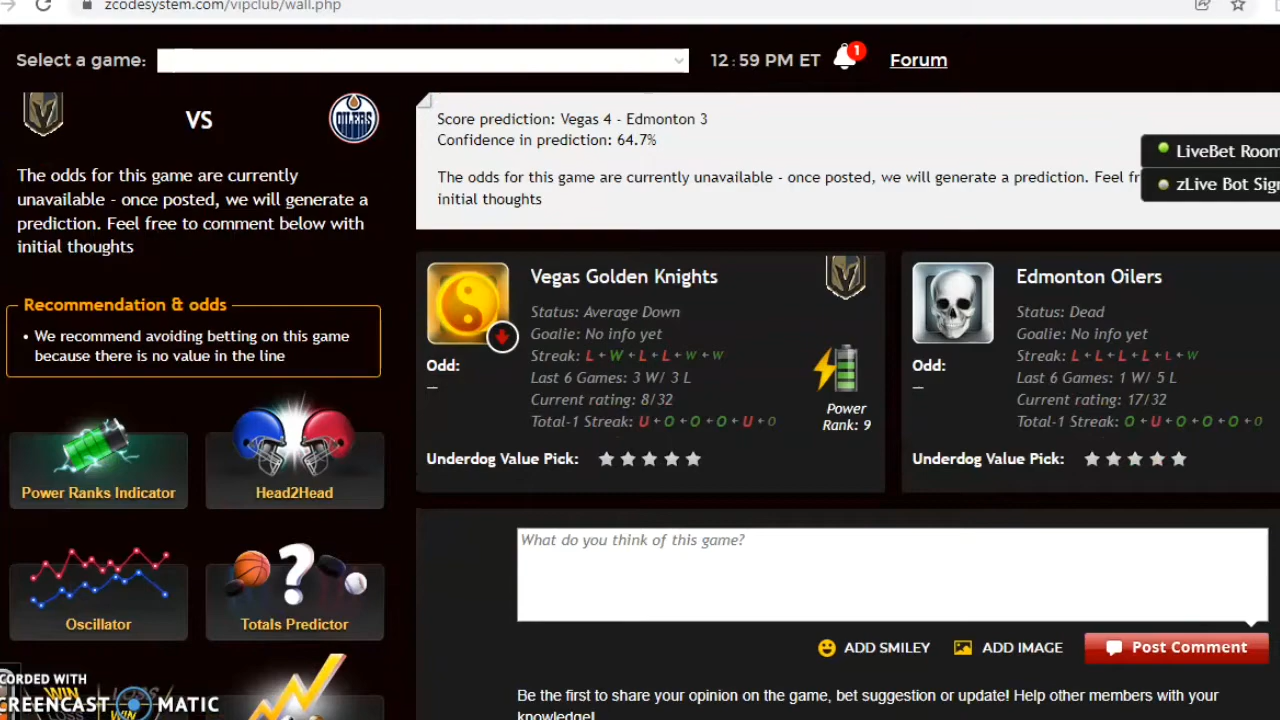 zcodesystem.com/vipclub/wall.php
Select a game:
12:59 PM ET
1
Forum
VS
OILERS
The odds for this game are currently
unavailable - once posted, we will generate a
prediction. Feel free to comment below with
initial thoughts
Recommendation & odds
• We recommend avoiding betting on this game
because there is no value in the line
Power Ranks Indicator
Head2Head
Oscillator
Totals Predictor
CORDED WITH
CREENCAST MATIC
WIN
WIN
Score prediction: Vegas 4 - Edmonton 3
Confidence in prediction: 64.7%
The odds for this game are currently unavailable - once posted, we will generate a prediction. Feel fr
initial thoughts
LiveBet Room
zLive Bot Sig
Vegas Golden Knights
Status: Average Down
Goalie: No info yet
Streak: L + W + L + L + W + W
Last 6 Games: 3 W/ 3 L
Current rating: 8/32
Total-1 Streak: U + O + O + O + U + O
Odd:
—
Power
Rank: 9
Underdog Value Pick:
Edmonton Oilers
Status: Dead
Goalie: No info yet
Streak: L + L + L + L + L + W
Last 6 Games: 1 W/ 5 L
Current rating: 17/32
Total-1 Streak: O + U + O + O + O + O
Odd:
—
Underdog Value Pick:
What do you think of this game?
ADD SMILEY
ADD IMAGE
Post Comment
Be the first to share your opinion on the game, bet suggestion or update! Help other members with your
knowledge!